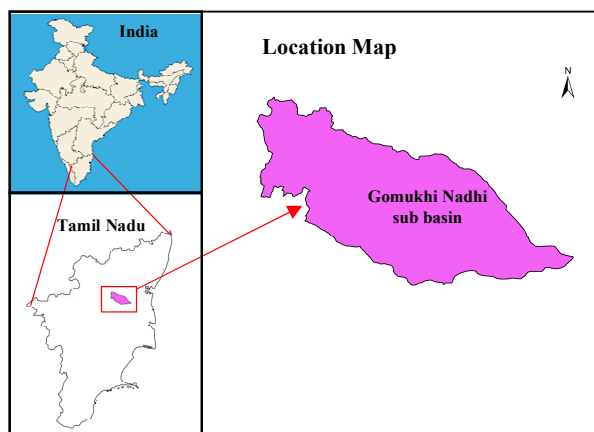 India
Location Map
N
Tamil Nadu
Gomukhi Nadhi
sub basin